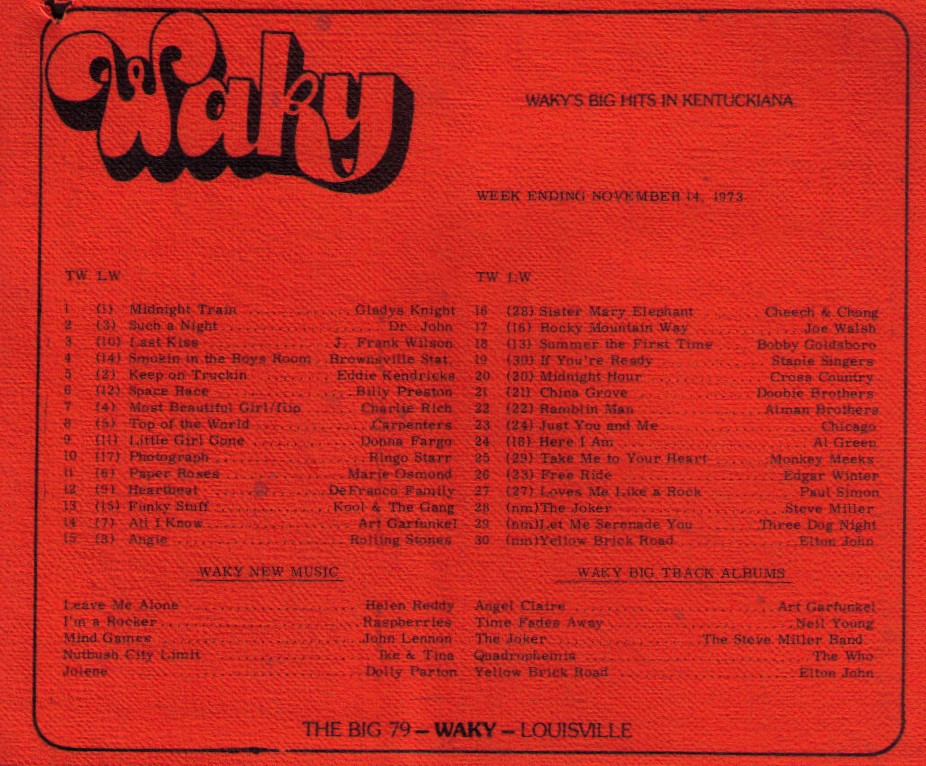 Waky
WAKY'S BIG HITS IN KENTUCKIANA
WEEK ENDING NOVEMBER 14, 1973
TW LW
1 (1) Midnight Train .............. Gladys Knight
2 (3) Such a Night .............. Dr. John
3 (10) Last Kiss .............. J. Frank Wilson
4 (14) Smokin in the Boys Room . Brownsville Stat.
5 (2) Keep on Truckin .......... Eddie Kendricks
6 (12) Space Race .............. Billy Preston
7 (4) Most Beautiful Girl/flip ....... Charlie Rich
8 (5) Top of the World .............. Carpenters
9 (11) Little Girl Gone .............. Donna Fargo
10 (17) Photograph .............. Ringo Starr
11 (6) Paper Roses .............. Marie Osmond
12 (9) Heartbeat .............. DeFranco Family
13 (15) Funky Stuff .............. Kool & The Gang
14 (7) All I Know .............. Art Garfunkel
15 (8) Angie .............. Rolling Stones
TW LW
16 (28) Sister Mary Elephant Cheech & Chong
17 (16) Rocky Mountain Way ....... Joe Walsh
18 (13) Summer the First Time .... Bobby Goldsboro
19 (30) If You're Ready .......... Staple Singers
20 (20) Midnight Hour .......... Cross Country
21 (21) China Grove .......... Doobie Brothers
22 (22) Ramblin Man .......... Alman Brothers
23 (24) Just You and Me .......... Chicago
24 (18) Here I Am .......... Al Green
25 (29) Take Me to Your Heart ..... Monkey Meeks
26 (23) Free Ride .......... Edgar Winter
27 (27) Loves Me Like a Rock ..... Paul Simon
28 (nm)The Joker .......... Steve Miller
29 (nm)Let Me Serenade You ..... Three Dog Night
30 (nm)Yellow Brick Road .......... Elton John
WAKY NEW MUSIC
Leave Me Alone .............. Helen Reddy
I'm a Rocker .............. Raspberries
Mind Games .............. John Lennon
Nutbush City Limit .............. Ike & Tina
Jolene .............. Dolly Parton
WAKY BIG TRACK ALBUMS
Angel Claire .............. Art Garfunkel
Time Fades Away .............. Neil Young
The Joker .............. The Steve Miller Band
Quadrophemis .............. The Who
Yellow Brick Road .............. Elton John
THE BIG 79 – WAKY – LOUISVILLE